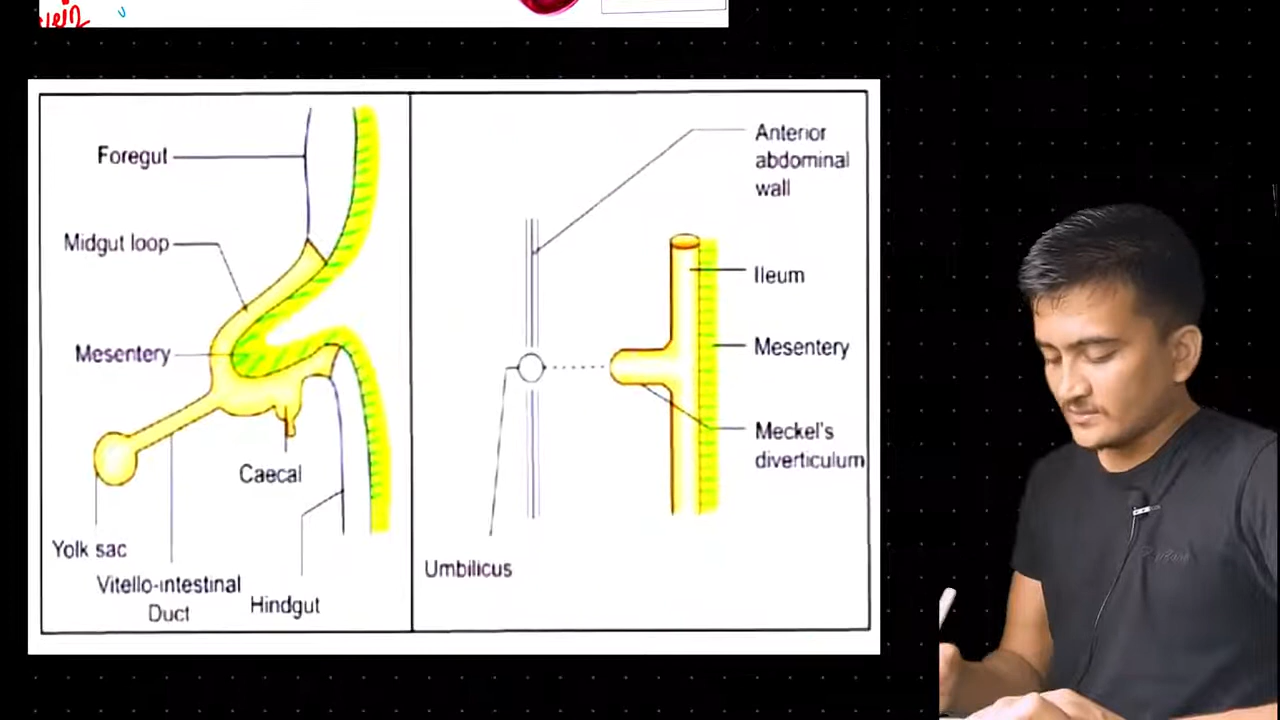 vein
Foregut
Midgut loop
Mesentery
Caecal
Yolk sac
Vitello-intestinal
Duct
Hindgut
Anterior
abdominal
wall
Ileum
Mesentery
Meckel's
diverticulum
Umbilicus